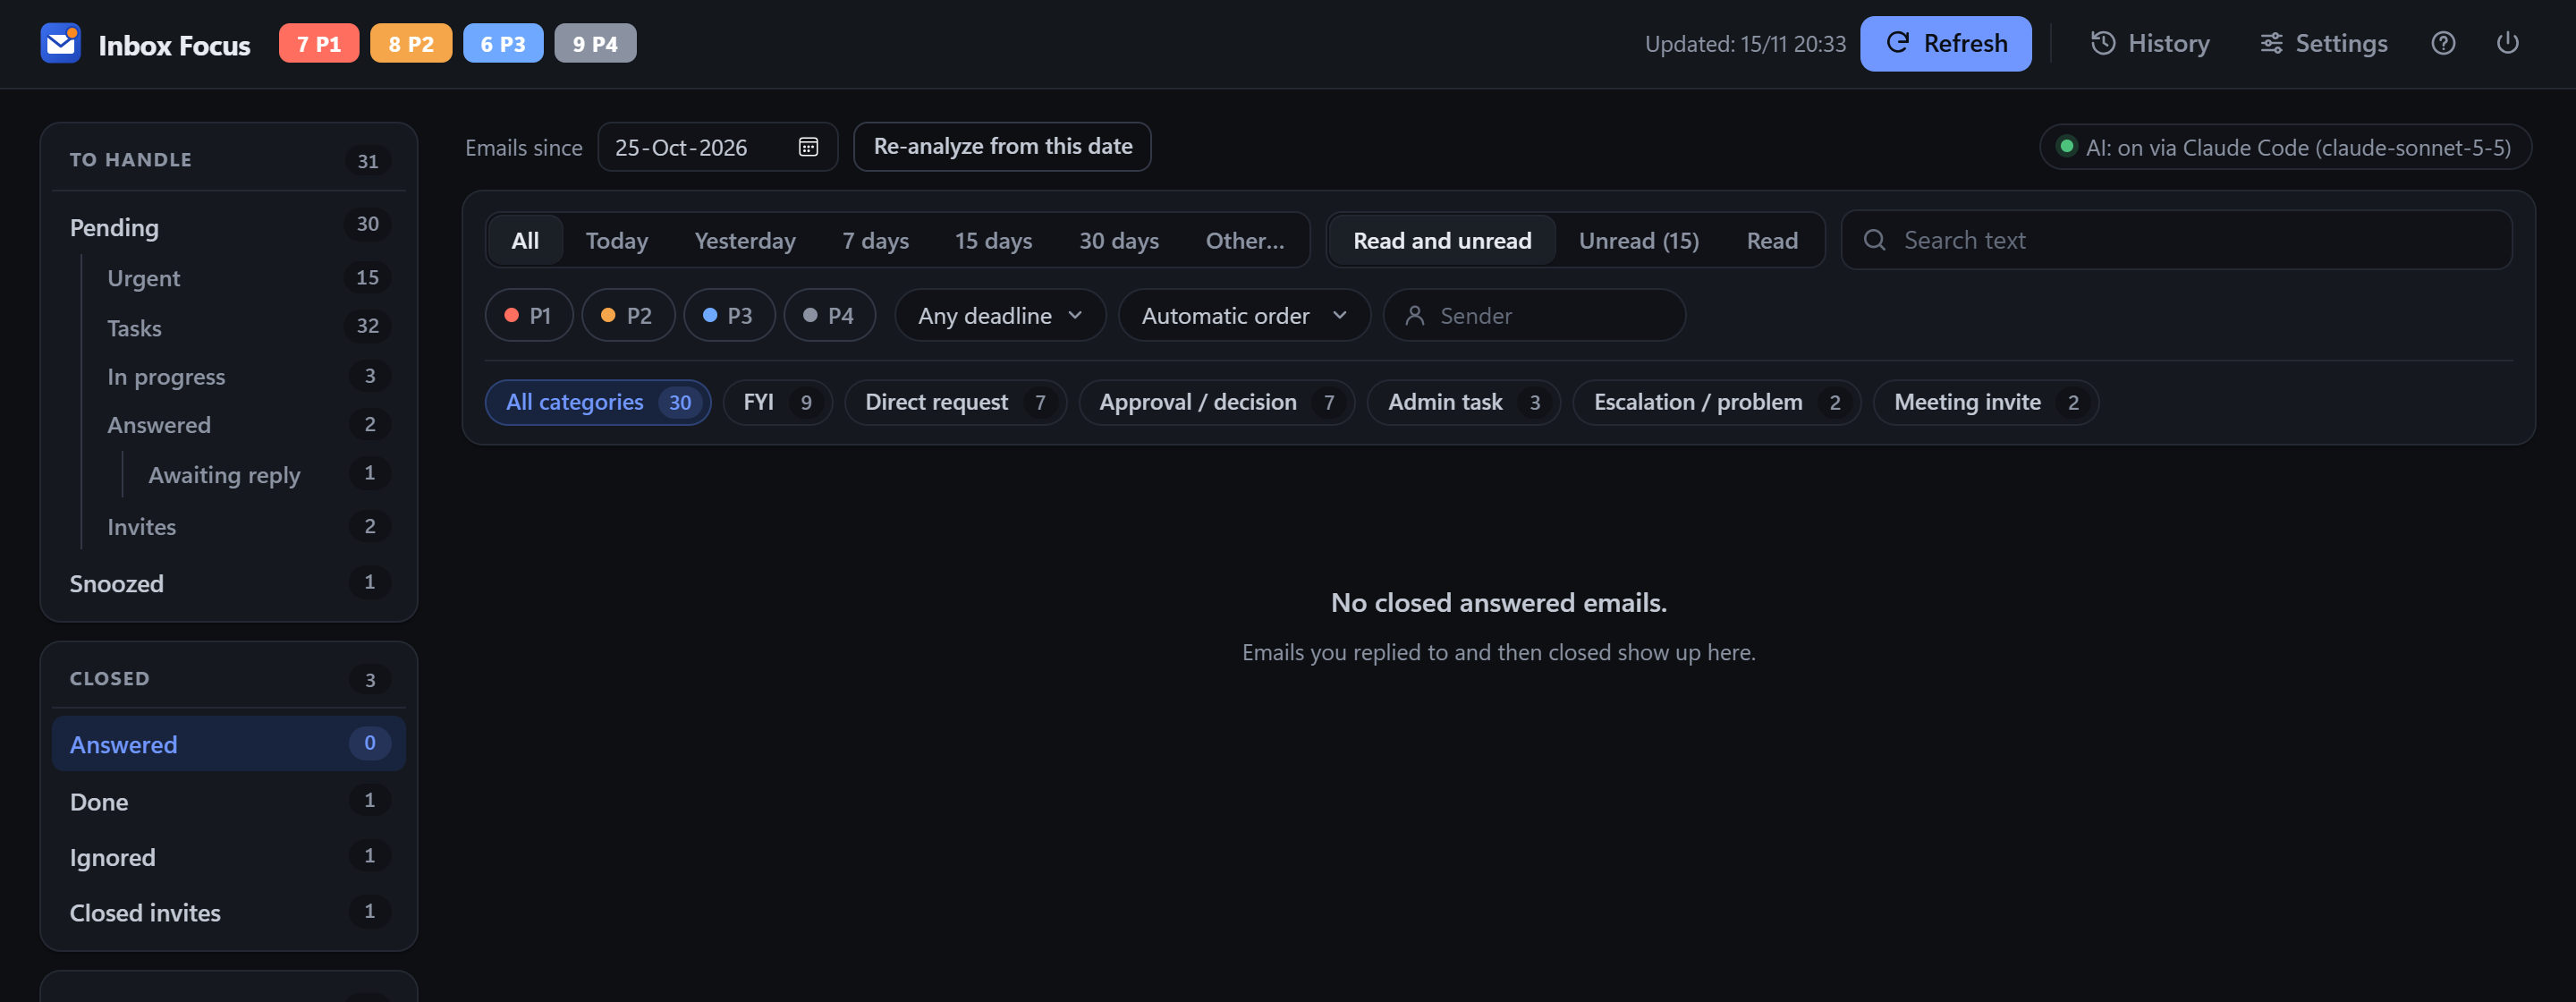 Inbox Focus
7 P1
8 P2
6 P3
9 P4
Updated: 15/11 20:33
Refresh
History
Settings
TO HANDLE 31
Pending 30
Urgent 15
Tasks 32
In progress 3
Answered 2
Awaiting reply 1
Invites 2
Snoozed 1
CLOSED 3
Answered 0
Done 1
Ignored 1
Closed invites 1
Emails since
25-Oct-2026
Re-analyze from this date
AI: on via Claude Code (claude-sonnet-5-5)
All
Today
Yesterday
7 days
15 days
30 days
Other...
Read and unread
Unread (15)
Read
Search text
P1
P2
P3
P4
Any deadline
Automatic order
Sender
All categories 30
FYI 9
Direct request 7
Approval / decision 7
Admin task 3
Escalation / problem 2
Meeting invite 2
No closed answered emails.
Emails you replied to and then closed show up here.